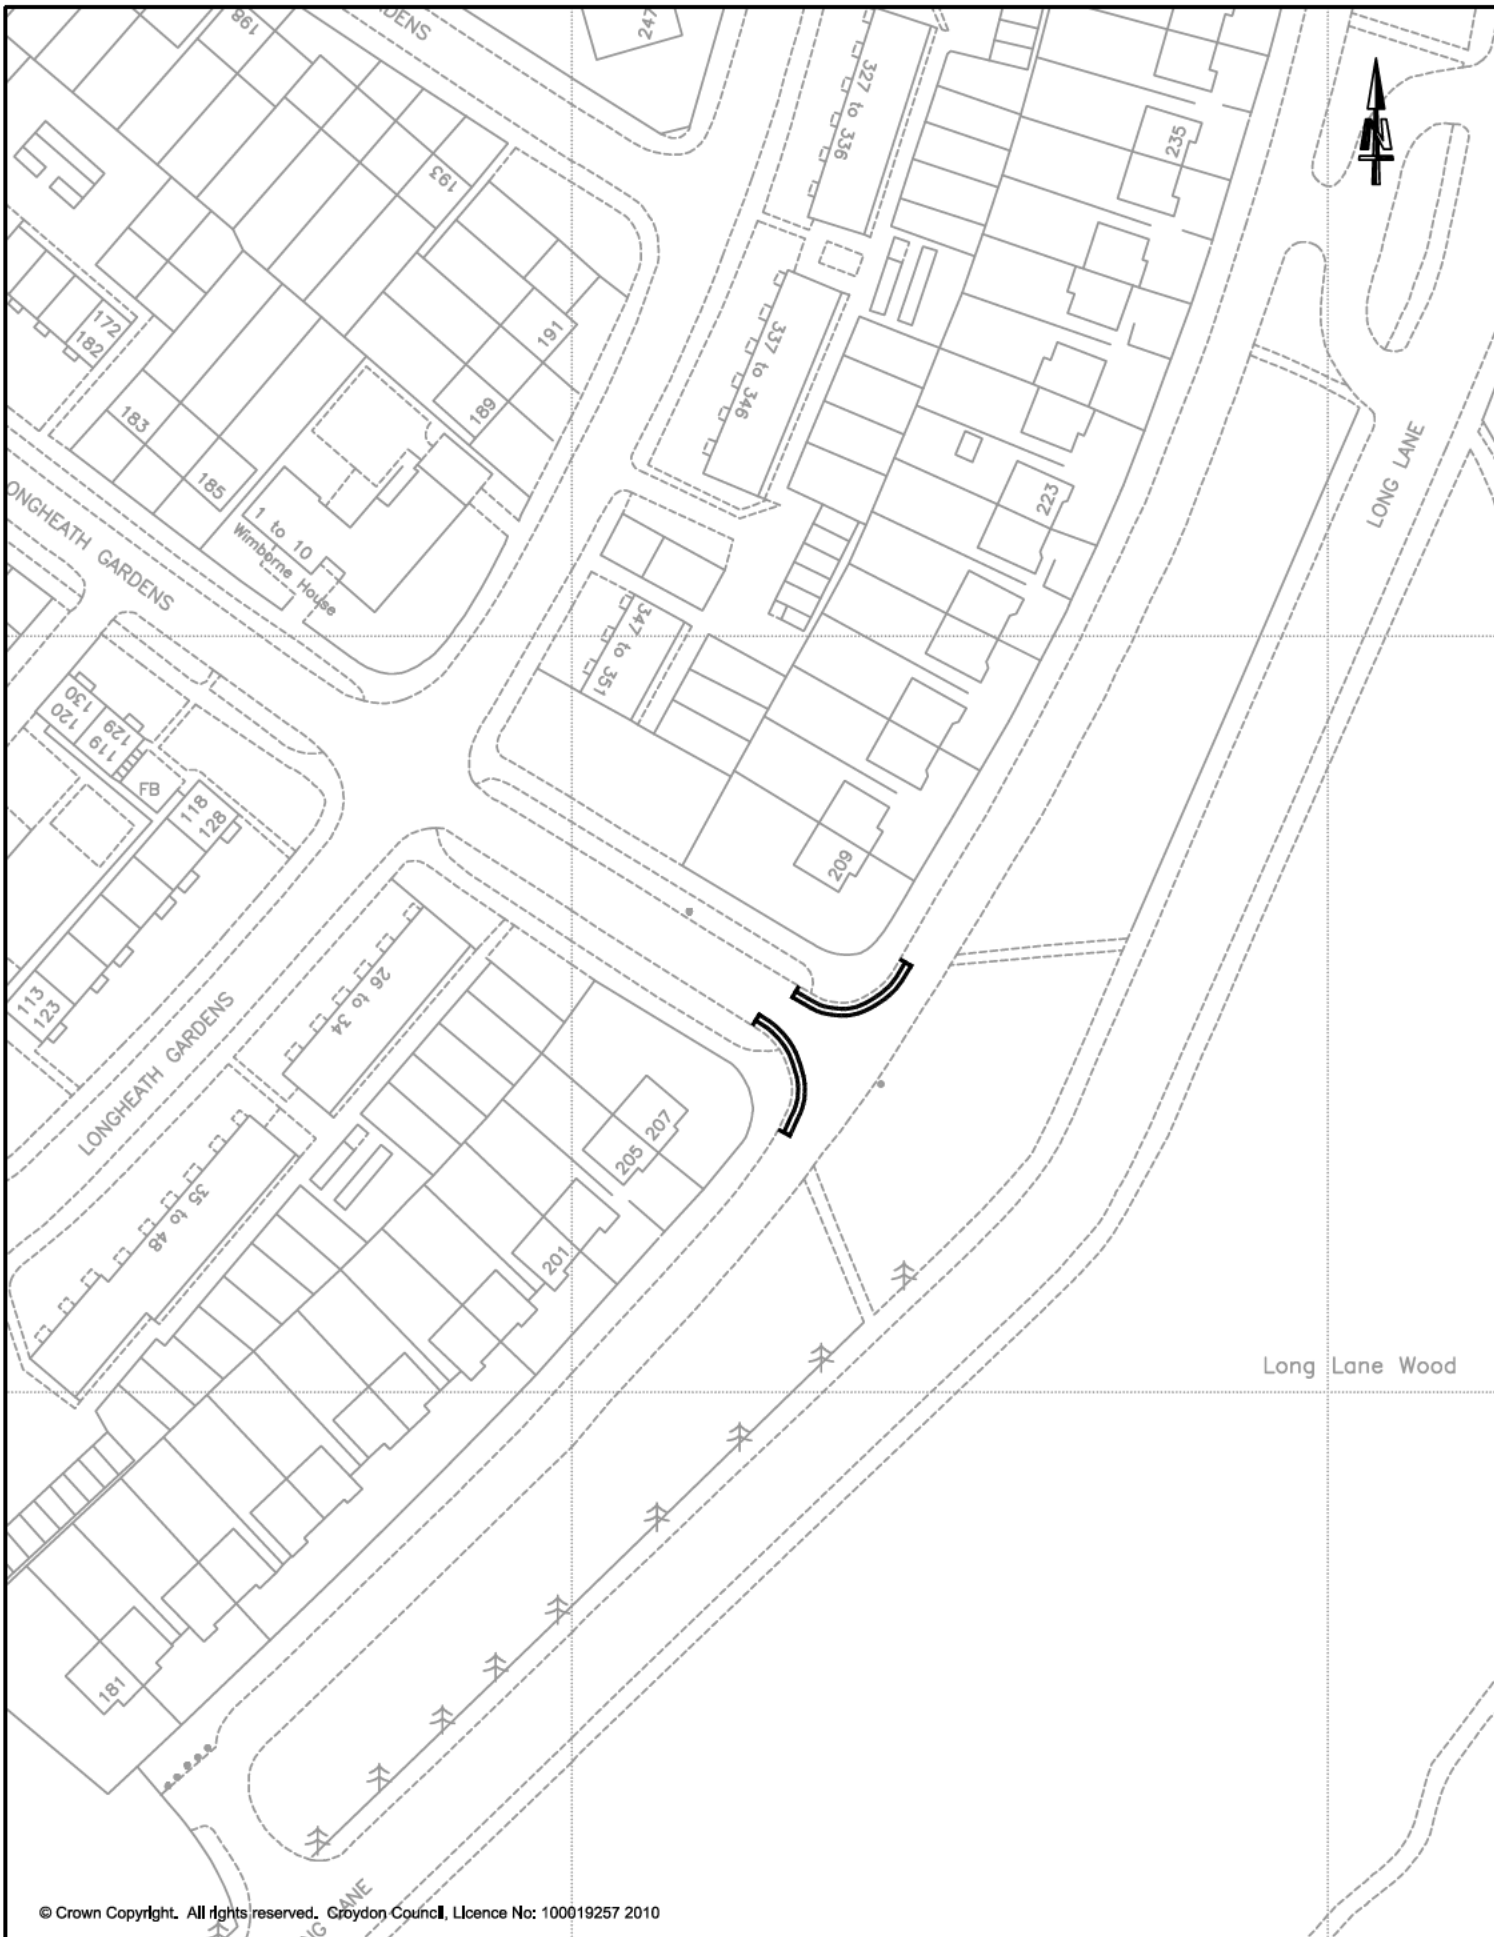 198
DENS
247
327 to 336
235
N
193
172
182
191
337 to 346
189
183
185
LONG LANE
223
ONGHEATH GARDENS
1 to 10
Wimborne House
347 to 351
130
120
129
119
FB
118
128
209
26 to 34
113
123
LONGHEATH GARDENS
207
205
35 to 48
201
Long Lane Wood
181
NG LANE
© Crown Copyright. All rights reserved. Croydon Council, Licence No: 100019257 2010